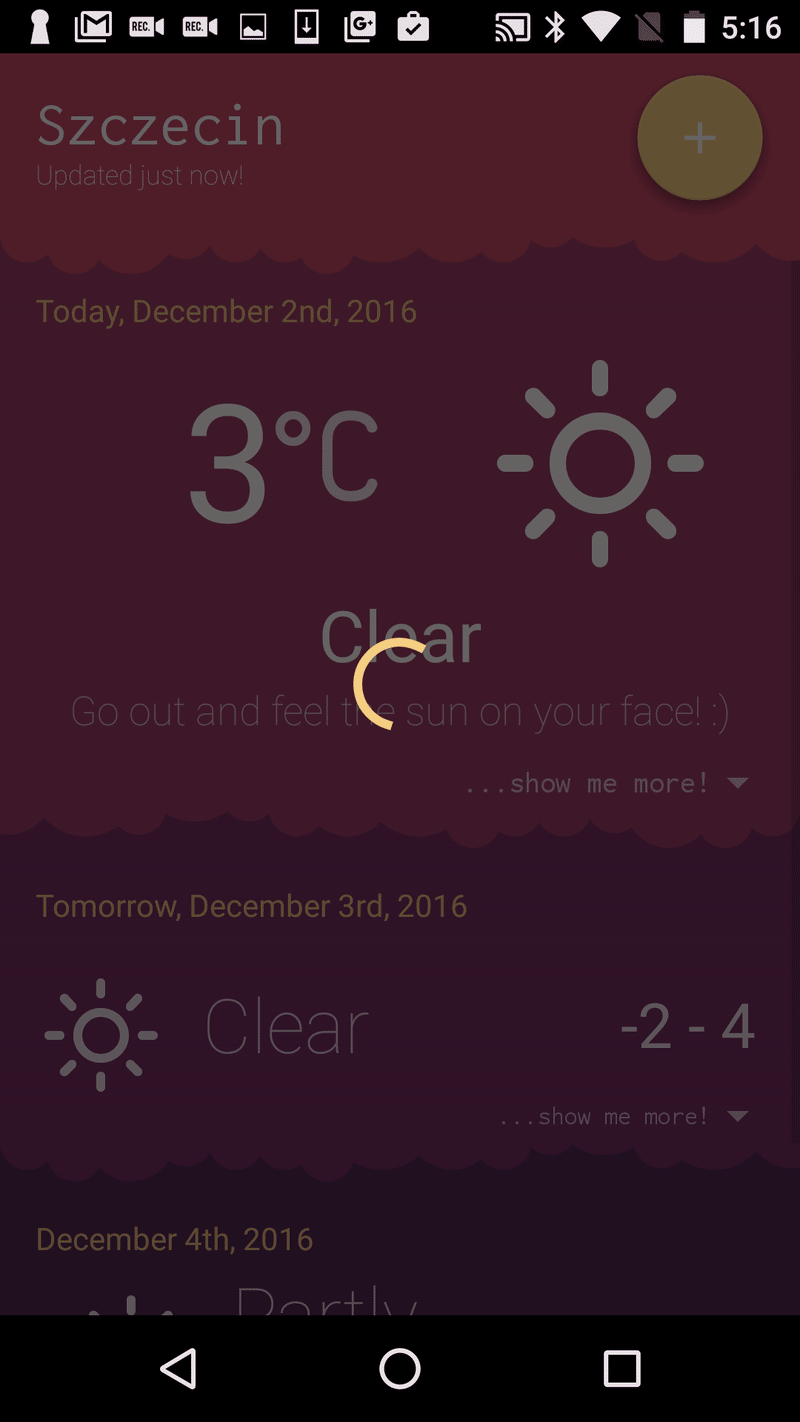 REC. REC. G+ 5:16
Szczecin
Updated just now!
+
Today, December 2nd, 2016
3°C
Clear
Go out and feel the sun on your face! :)
...show me more!
Tomorrow, December 3rd, 2016
Clear -2 - 4
...show me more!
December 4th, 2016
Partly